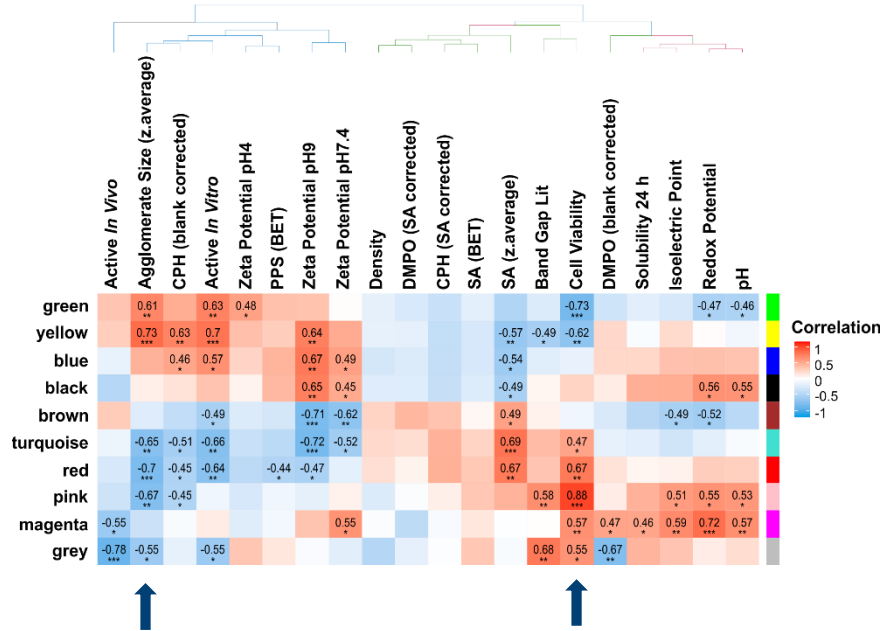 Active In Vivo
Agglomerate Size (z.average)
CPH (blank corrected)
Active In Vitro
Zeta Potential pH4
PPS (BET)
Zeta Potential pH9
Zeta Potential pH7.4
Density
DMPO (SA corrected)
CPH (SA corrected)
SA (BET)
SA (z.average)
Band Gap Lit
Cell Viability
DMPO (blank corrected)
Solubility 24 h
Isoelectric Point
Redox Potential
pH
green 0.61 0.63 0.48 -0.73 -0.47 -0.46
** ** * *** * *
yellow 0.73 0.63 0.7 0.64 -0.57 -0.49 -0.62
*** ** *** ** ** * **
blue 0.46 0.57 0.67 0.49 -0.54
* * ** * *
black 0.65 0.45 -0.49 0.56 0.55
** * * * *
brown -0.49 -0.71 -0.62 0.49 -0.49 -0.52
* *** ** * * *
turquoise -0.65 -0.51 -0.66 -0.72 -0.52 0.69 0.47
** * ** *** * *** *
red -0.7 -0.45 -0.64 -0.44 -0.47 0.67 0.67
*** * ** * * ** **
pink -0.67 -0.45 0.58 0.88 0.51 0.55 0.53
** * ** *** * * *
magenta -0.55 0.55 0.57 0.47 0.46 0.59 0.72 0.57
* * ** * * ** *** **
grey -0.78 -0.55 -0.55 0.68 0.55 -0.67
*** * * ** * **
Correlation
1
0.5
0
-0.5
-1